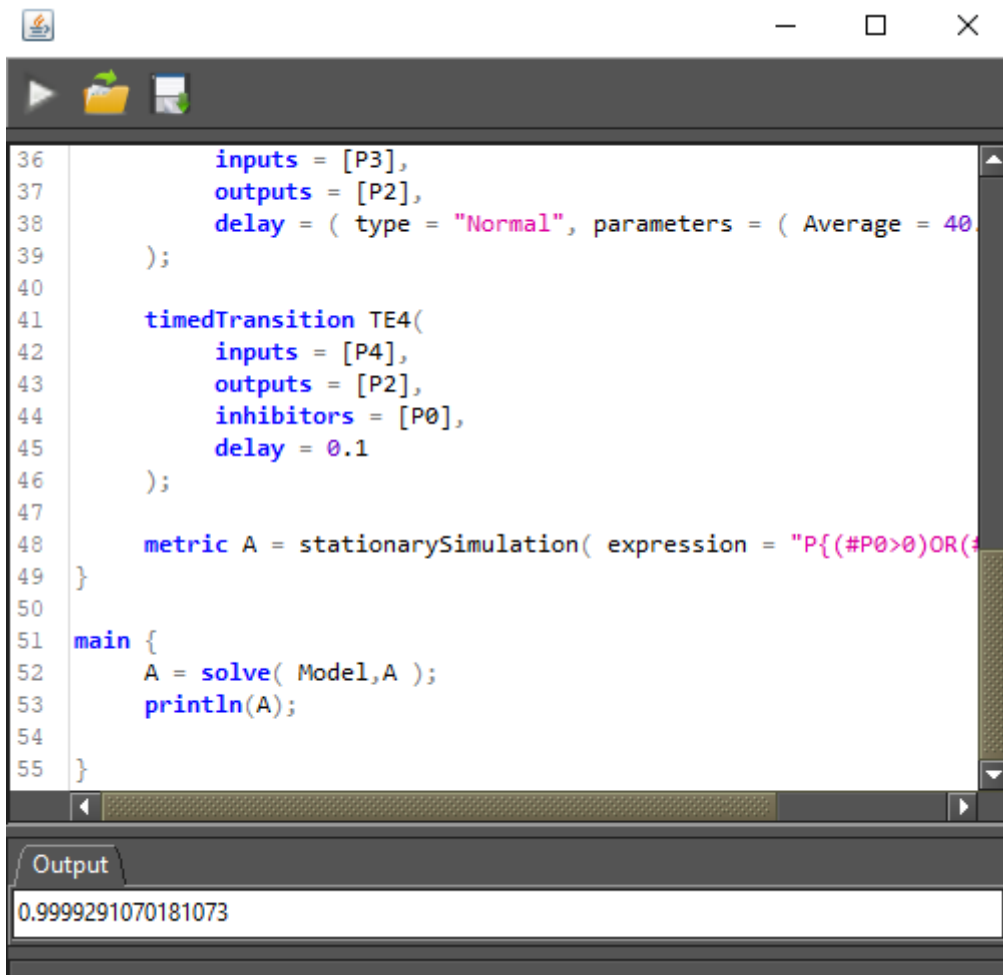 36 inputs = [P3],
37 outputs = [P2],
38 delay = ( type = "Normal", parameters = ( Average = 40.
39 );
40
41 timedTransition TE4(
42 inputs = [P4],
43 outputs = [P2],
44 inhibitors = [P0],
45 delay = 0.1
46 );
47
48 metric A = stationarySimulation( expression = "P{(#P0>0)OR(#
49 }
50
51 main {
52 A = solve( Model,A );
53 println(A);
54
55 }
Output
0.9999291070181073